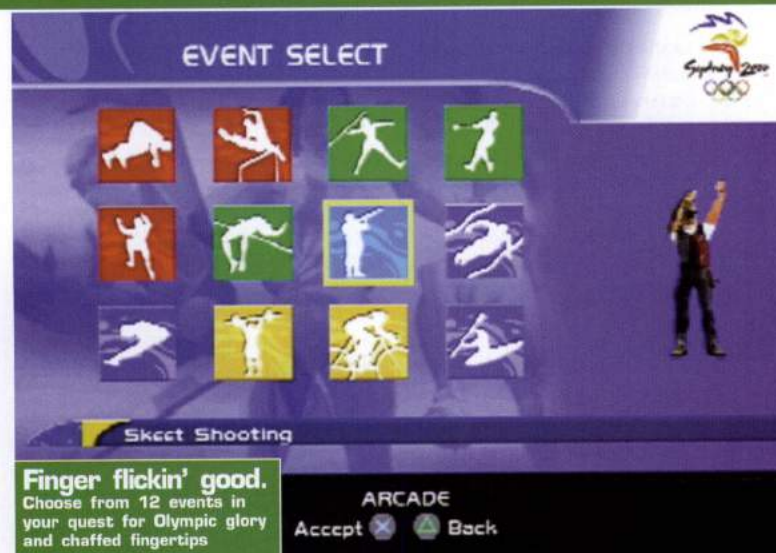 EVENT SELECT
Sydney 2000
Skeet Shooting
Finger flickin' good.
Choose from 12 events in
your quest for Olympic glory
and chaffed fingertips
ARCADE
Accept Back